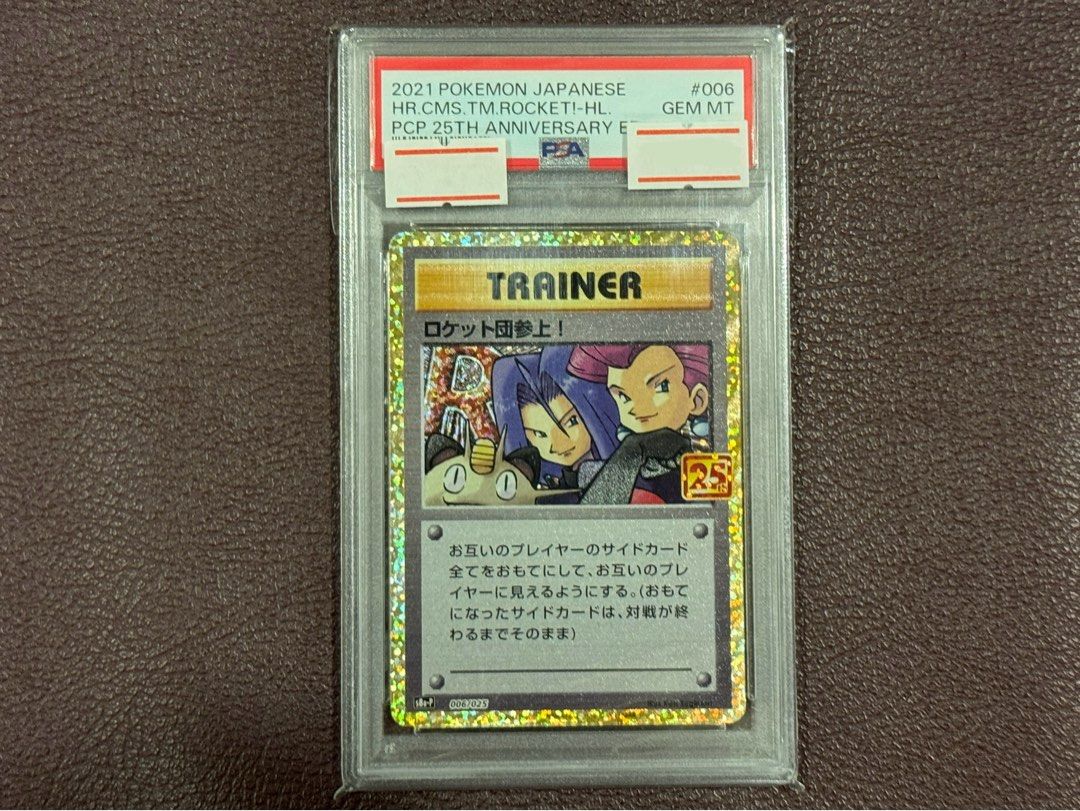 2021 POKEMON JAPANESE #006
HR.CMS.TM.ROCKET!-HL. GEM MT
PCP 25TH ANNIVERSARY
PSA
TRAINER
ロケット団参上!
R
25
お互いのプレイヤーのサイドカード
全てをおもてにして、お互いのプレ
イヤーに見えるようにする。(おもて
になったサイドカードは、対戦が終
わるまでそのまま)
s8a-P 006/025